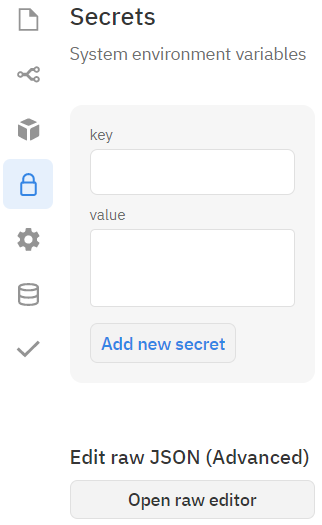 Secrets
System environment variables
key
value
Add new secret
Edit raw JSON (Advanced)
Open raw editor